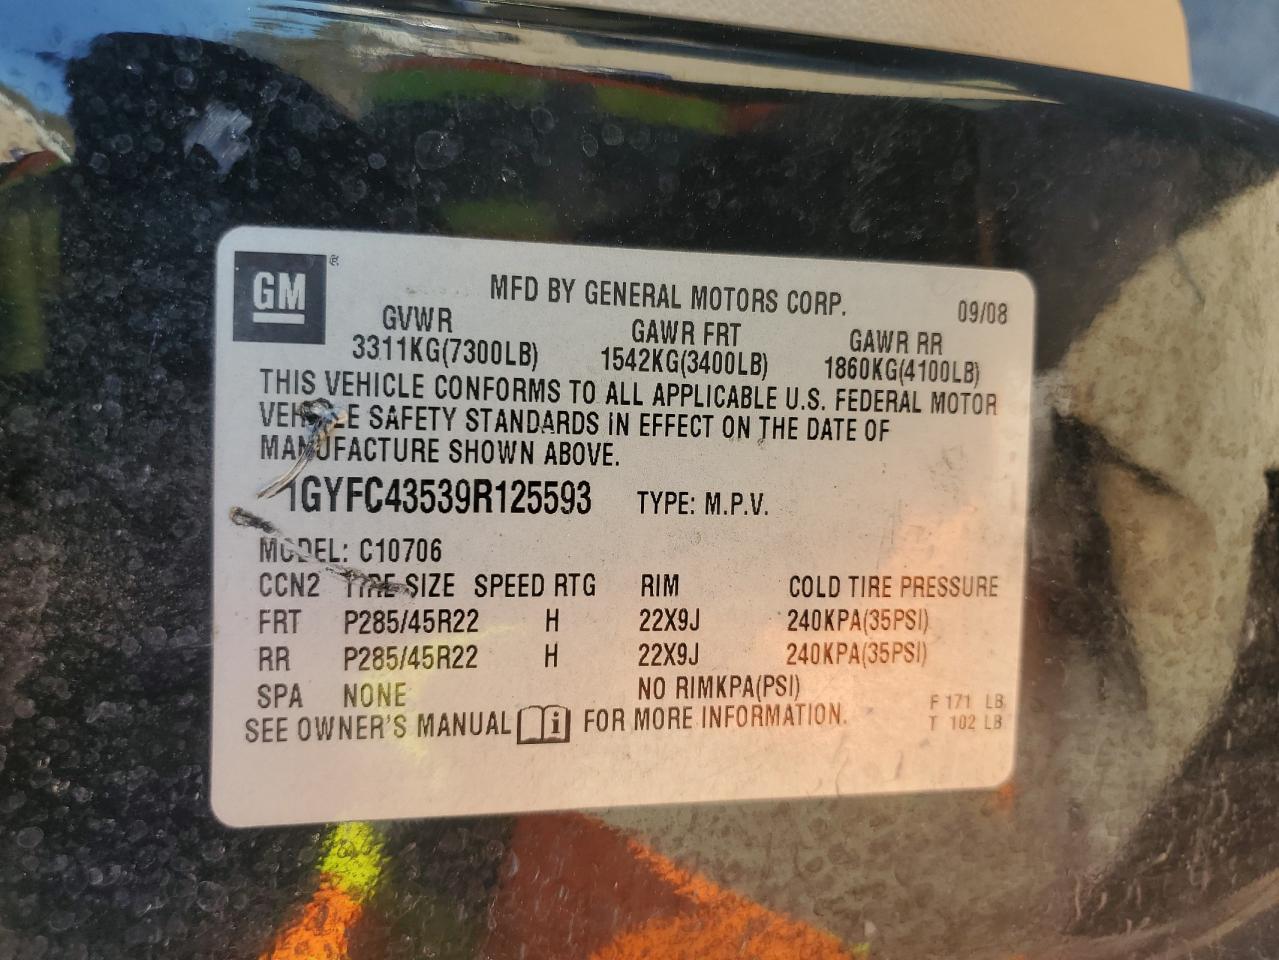 GM®
MFD BY GENERAL MOTORS CORP.
09/08
GVWR GAWR FRT GAWR RR
3311KG(7300LB) 1542KG(3400LB) 1860KG(4100LB)
THIS VEHICLE CONFORMS TO ALL APPLICABLE U.S. FEDERAL MOTOR
VEHICLE SAFETY STANDARDS IN EFFECT ON THE DATE OF
MANUFACTURE SHOWN ABOVE.
1GYFC43539R125593 TYPE: M.P.V.
MODEL: C10706
CCN2 TIRE SIZE SPEED RTG RIM COLD TIRE PRESSURE
FRT P285/45R22 H 22X9J 240KPA(35PSI)
RR P285/45R22 H 22X9J 240KPA(35PSI)
SPA NONE NO RIMKPA(PSI)
F 171 LB
SEE OWNER'S MANUAL i FOR MORE INFORMATION.
T 102 LB